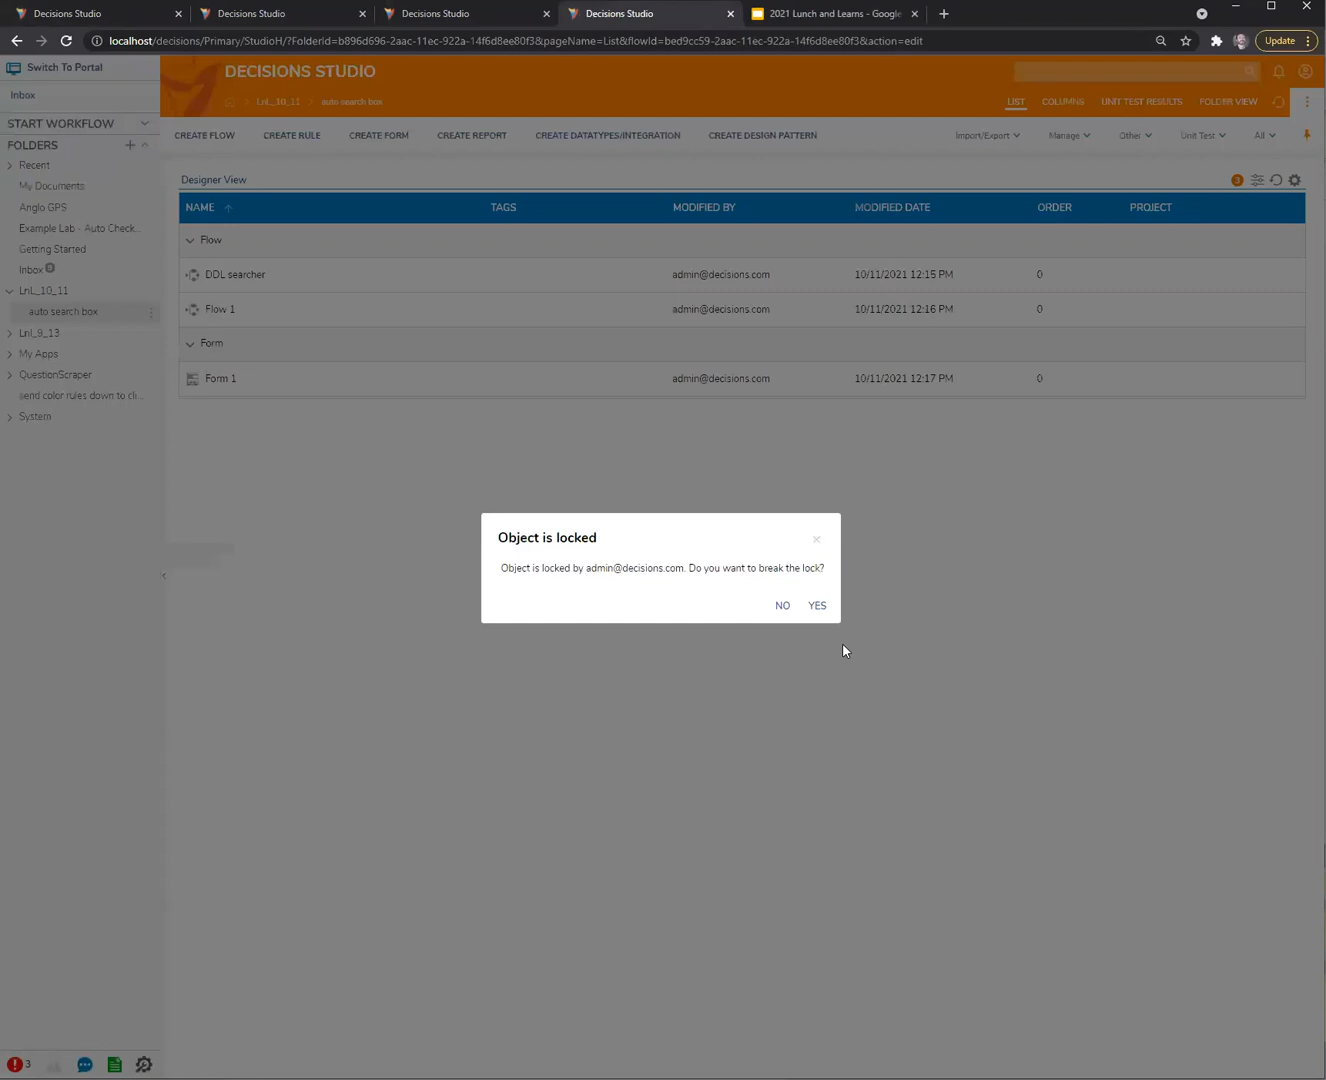 Decisions Studio
Decisions Studio
Decisions Studio
Decisions Studio
2021 Lunch and Learns - Google
localhost/decisions/Primary/StudioH/?FolderId=b896d696-2aac-11ec-922a-14f6d8ee80f3&pageName=List&flowId=bed9cc59-2aac-11ec-922a-14f6d8ee80f3&action=edit
Update
Switch To Portal
Inbox
START WORKFLOW
FOLDERS
Recent
My Documents
Anglo GPS
Example Lab - Auto Check...
Getting Started
Inbox
LnL_10_11
auto search box
Lnl_9_13
My Apps
QuestionScraper
send color rules down to cli...
System
3
DECISIONS STUDIO
LnL_10_11
auto search box
LIST
COLUMNS
UNIT TEST RESULTS
FOLDER VIEW
CREATE FLOW
CREATE RULE
CREATE FORM
CREATE REPORT
CREATE DATATYPES/INTEGRATION
CREATE DESIGN PATTERN
Import/Export
Manage
Other
Unit Test
All
Designer View
3
NAME TAGS MODIFIED BY MODIFIED DATE ORDER PROJECT
Flow
DDL searcher admin@decisions.com 10/11/2021 12:15 PM 0
Flow 1 admin@decisions.com 10/11/2021 12:16 PM 0
Form
Form 1 admin@decisions.com 10/11/2021 12:17 PM 0
Object is locked
Object is locked by admin@decisions.com. Do you want to break the lock?
NO YES